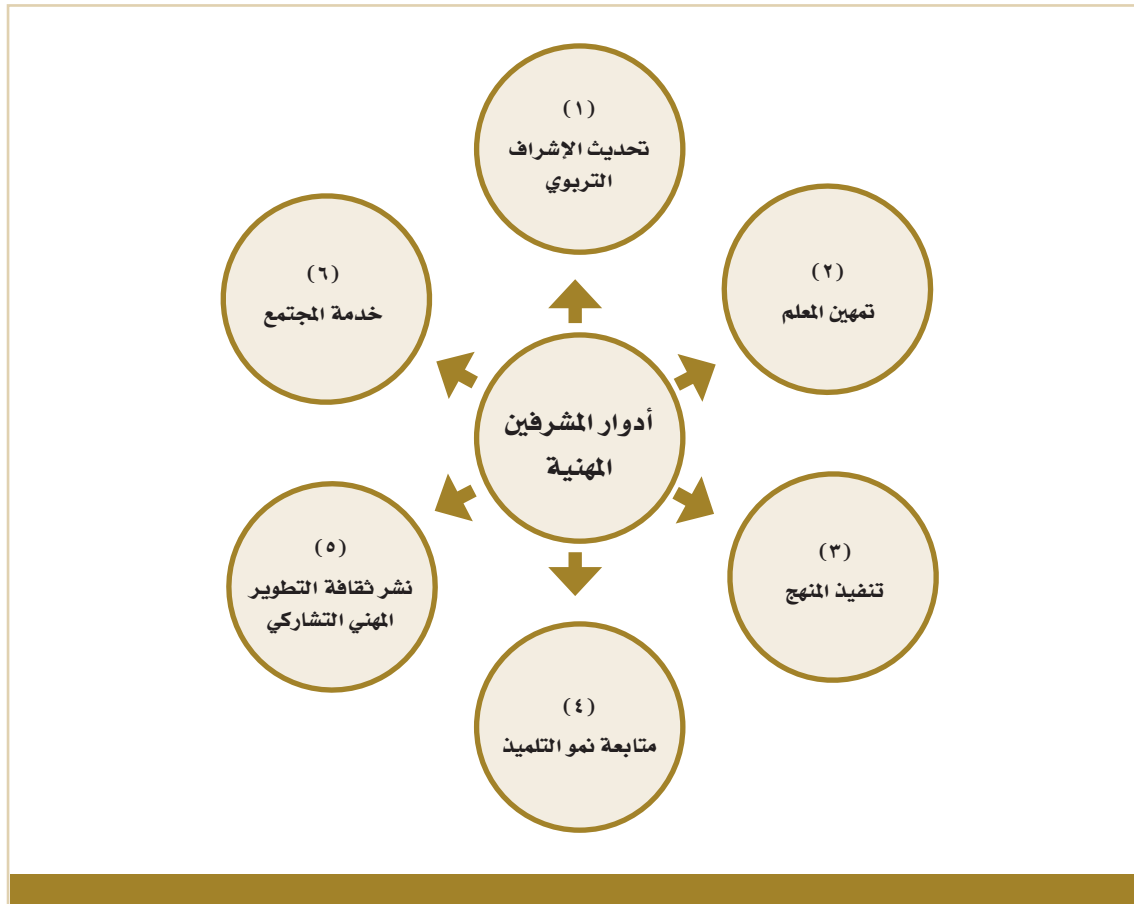 أدوار المشرفين
المهنية
(١)
تحديث الإشراف
التربوي
(٢)
تمهين المعلم
(٣)
تنفيذ المنهج
(٤)
متابعة نمو التلميذ
(٥)
نشر ثقافة التطوير
المهني التشاركي
(٦)
خدمة المجتمع